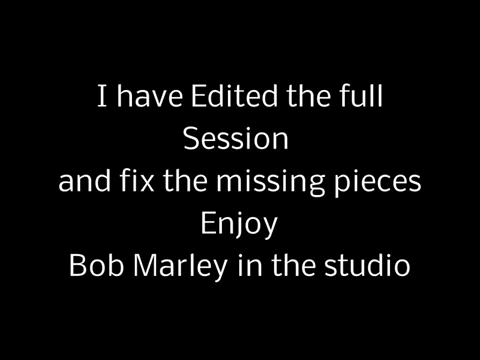 I have Edited the full
Session
and fix the missing pieces
Enjoy
Bob Marley in the studio